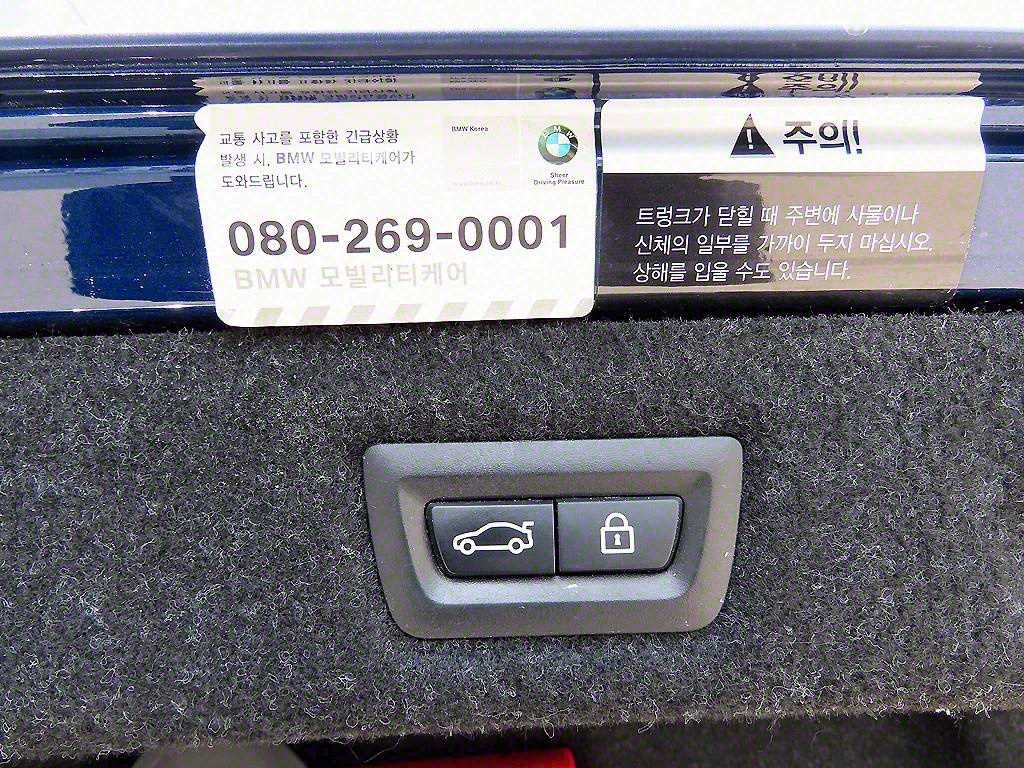 교통 사고를 포함한 긴급상황
발생 시, BMW 모빌리티케어가
도와드립니다.
BMW Korea
BMW
Sheer
Driving Pleasure
080-269-0001
BMW 모빌리티케어
주의!
트렁크가 닫힐 때 주변에 사물이나
신체의 일부를 가까이 두지 마십시오.
상해를 입을 수도 있습니다.